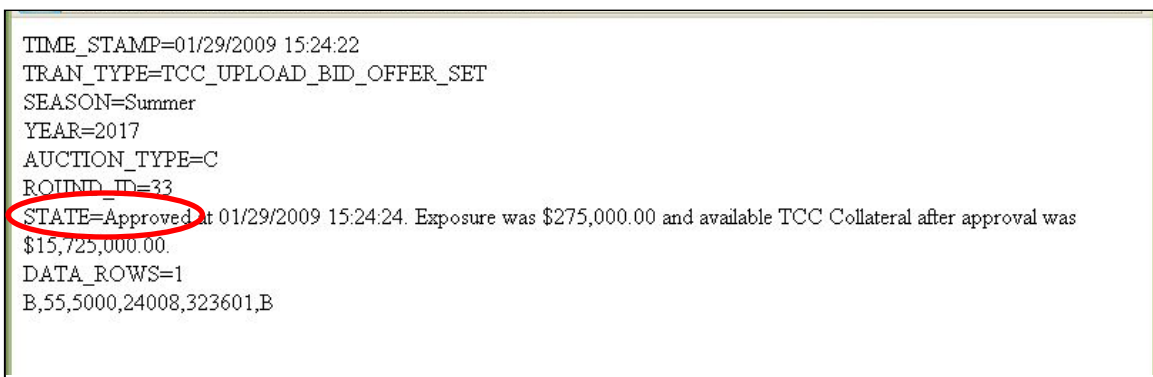 TIME_STAMP=01/29/2009 15:24:22
TRAN_TYPE=TCC_UPLOAD_BID_OFFER_SET
SEASON=Summer
YEAR=2017
AUCTION_TYPE=C
ROUND_ID=33
STATE=Approved at 01/29/2009 15:24:24. Exposure was $275,000.00 and available TCC Collateral after approval was
$15,725,000.00.
DATA_ROWS=1
B,55,5000,24008,323601,B